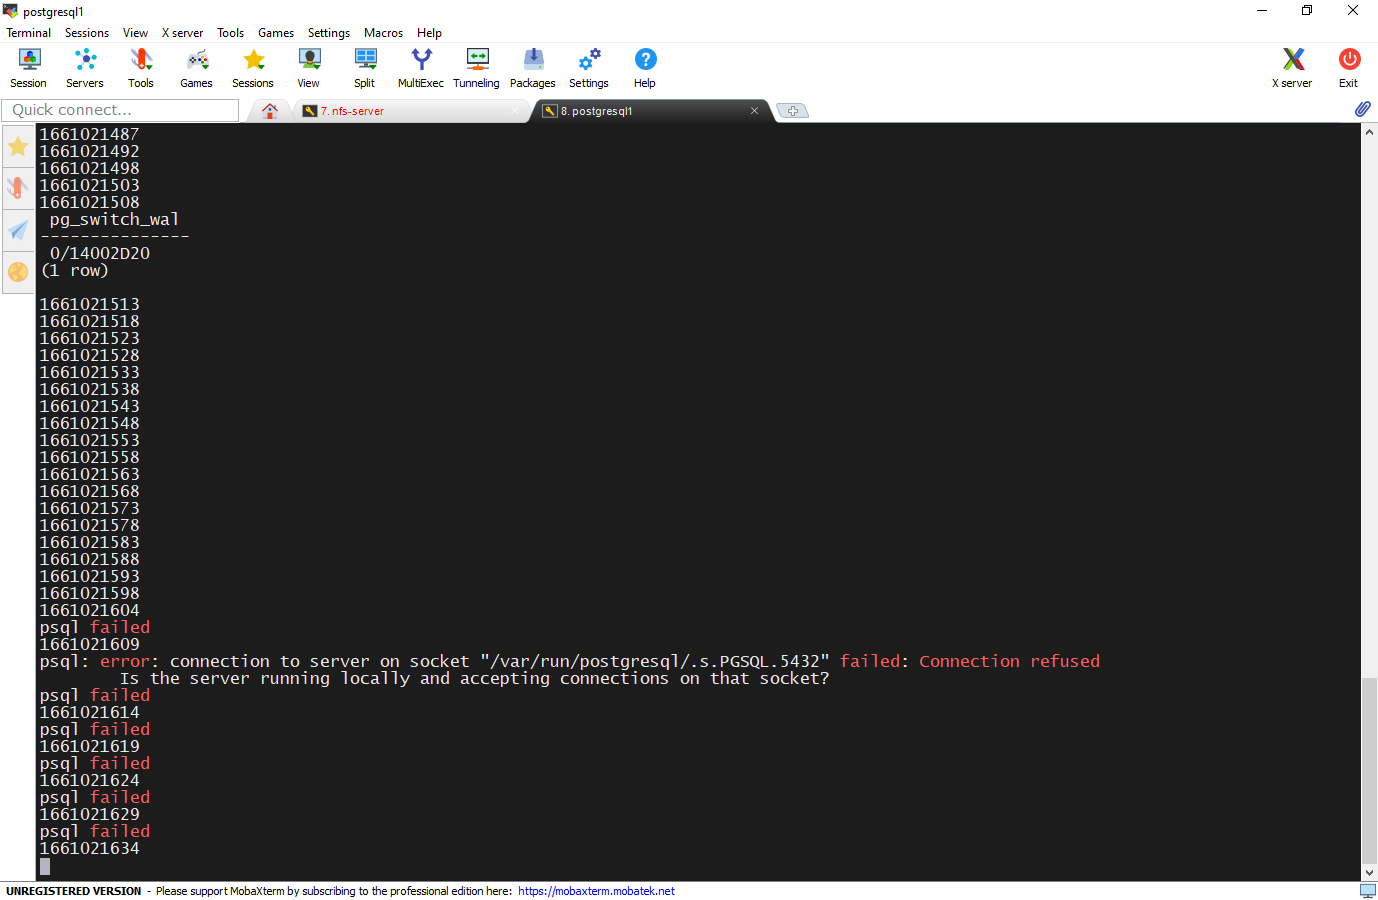 postgresql1
Terminal Sessions View X server Tools Games Settings Macros Help
Session Servers Tools Games Sessions View Split MultiExec Tunneling Packages Settings Help X server Exit
Quick connect... 7. nfs-server 8. postgresql1
1661021487
1661021492
1661021498
1661021503
1661021508
pg_switch_wal
---------------
0/14002D20
(1 row)
1661021513
1661021518
1661021523
1661021528
1661021533
1661021538
1661021543
1661021548
1661021553
1661021558
1661021563
1661021568
1661021573
1661021578
1661021583
1661021588
1661021593
1661021598
1661021604
psql failed
1661021609
psql: error: connection to server on socket "/var/run/postgresql/.s.PGSQL.5432" failed: Connection refused
Is the server running locally and accepting connections on that socket?
psql failed
1661021614
psql failed
1661021619
psql failed
1661021624
psql failed
1661021629
psql failed
1661021634
UNREGISTERED VERSION - Please support MobaXterm by subscribing to the professional edition here: https://mobaxterm.mobatek.net